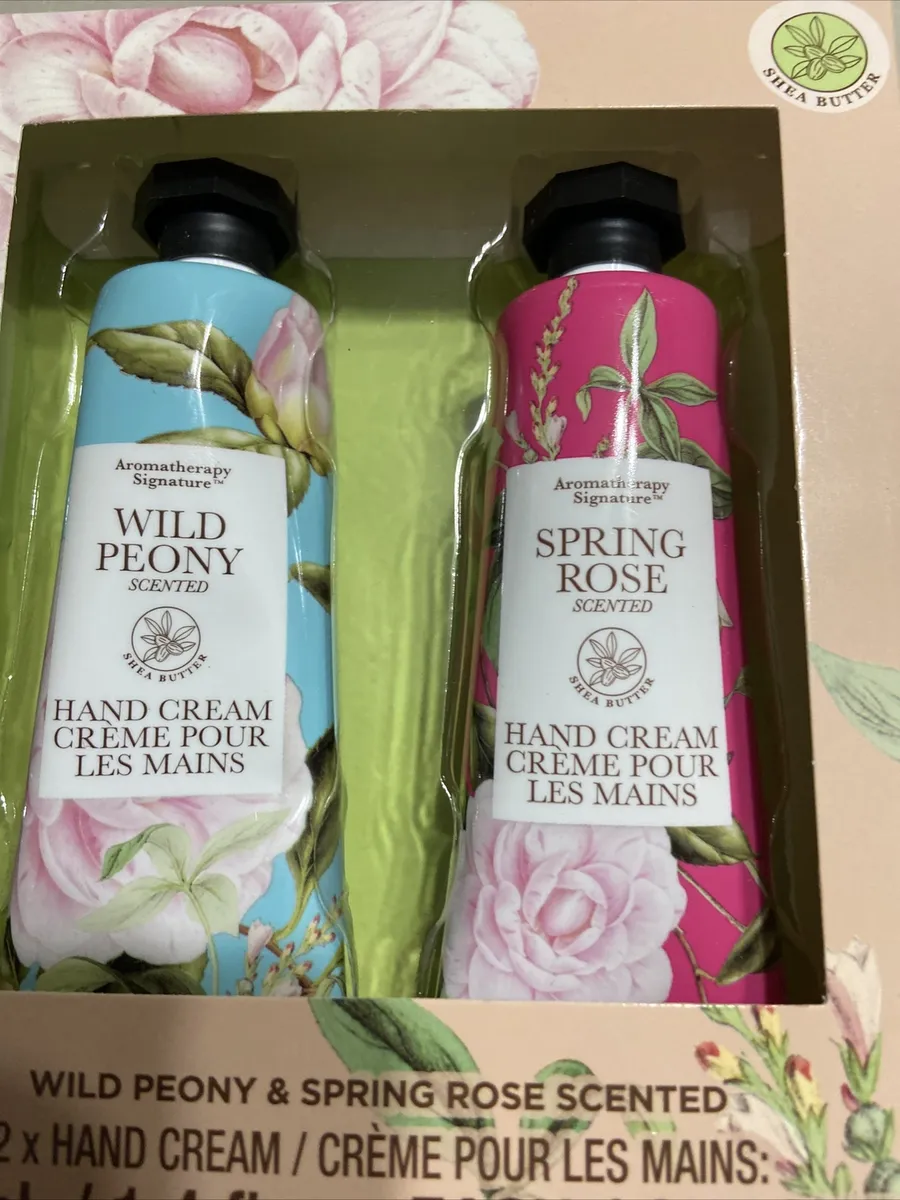 SHEA BUTTER
Aromatherapy
Signature™
WILD
PEONY
SCENTED
SHEA BUTTER
HAND CREAM
CRÈME POUR
LES MAINS
Aromatherapy
Signature™
SPRING
ROSE
SCENTED
SHEA BUTTER
HAND CREAM
CRÈME POUR
LES MAINS
WILD PEONY & SPRING ROSE SCENTED
2 x HAND CREAM / CRÈME POUR LES MAINS: